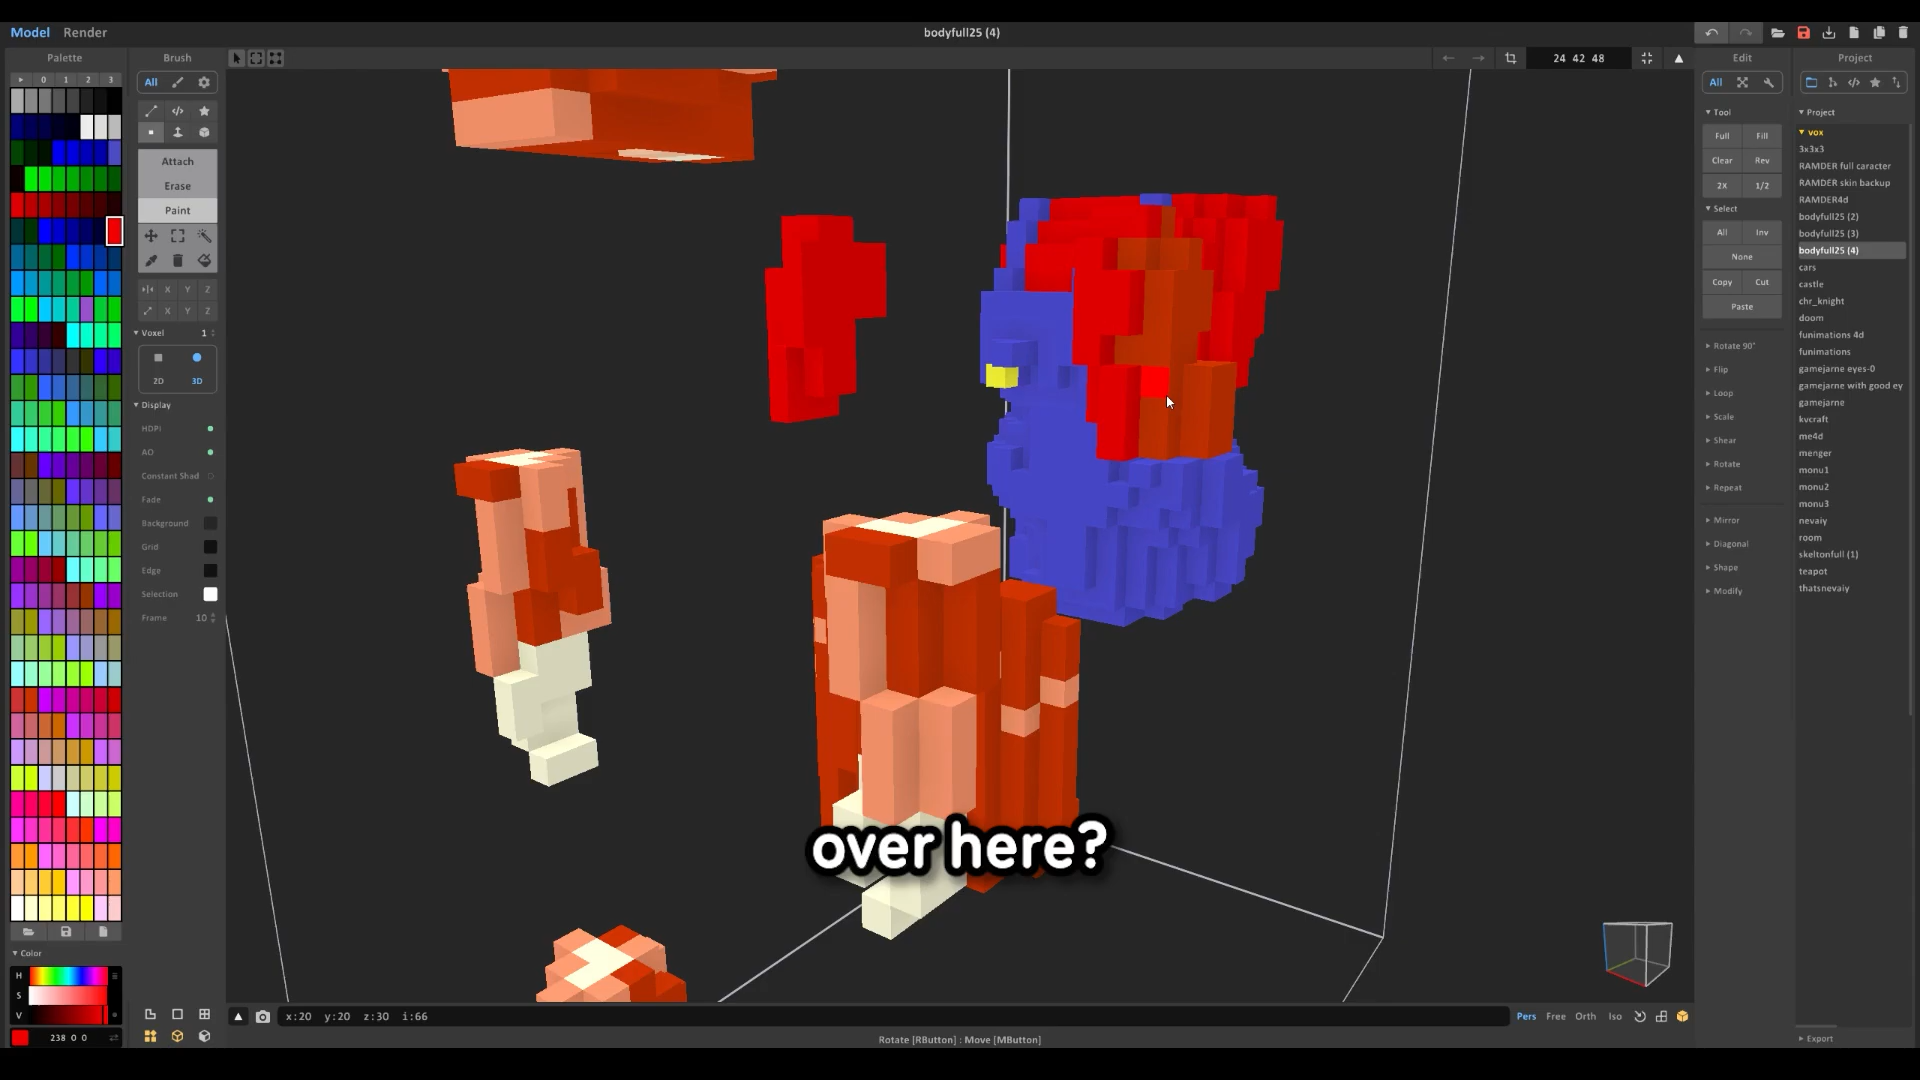 Model Render
bodyfull25 (4)
Palette
Brush
24 42 48
Edit
Project
0 1 2 3
All
All
Tool
Full Fill
Clear Rev
2X 1/2
Select
All Inv
None
Copy Cut
Paste
Rotate 90°
Flip
Loop
Scale
Shear
Rotate
Repeat
Mirror
Diagonal
Shape
Modify
Project
vox
3x3x3
RAMDER full caracter
RAMDER skin backup
RAMDER4d
bodyfull25 (2)
bodyfull25 (3)
bodyfull25 (4)
cars
castle
chr_knight
doom
funimations 4d
funimations
gamejarne eyes-0
gamejarne with good ey
gamejarne
kvcraft
me4d
menger
monu1
monu2
monu3
nevaiy
room
skeltonfull (1)
teapot
thatsnevaiy
Export
Attach
Erase
Paint
X Y Z
X Y Z
Voxel 1
2D 3D
Display
HDPI
AO
Constant Shad
Fade
Background
Grid
Edge
Selection
Frame 10
over here?
Color
H
S
V
238 0 0
x:20 y:20 z:30 i:66
Pers Free Orth Iso
Rotate [RButton] : Move [MButton]